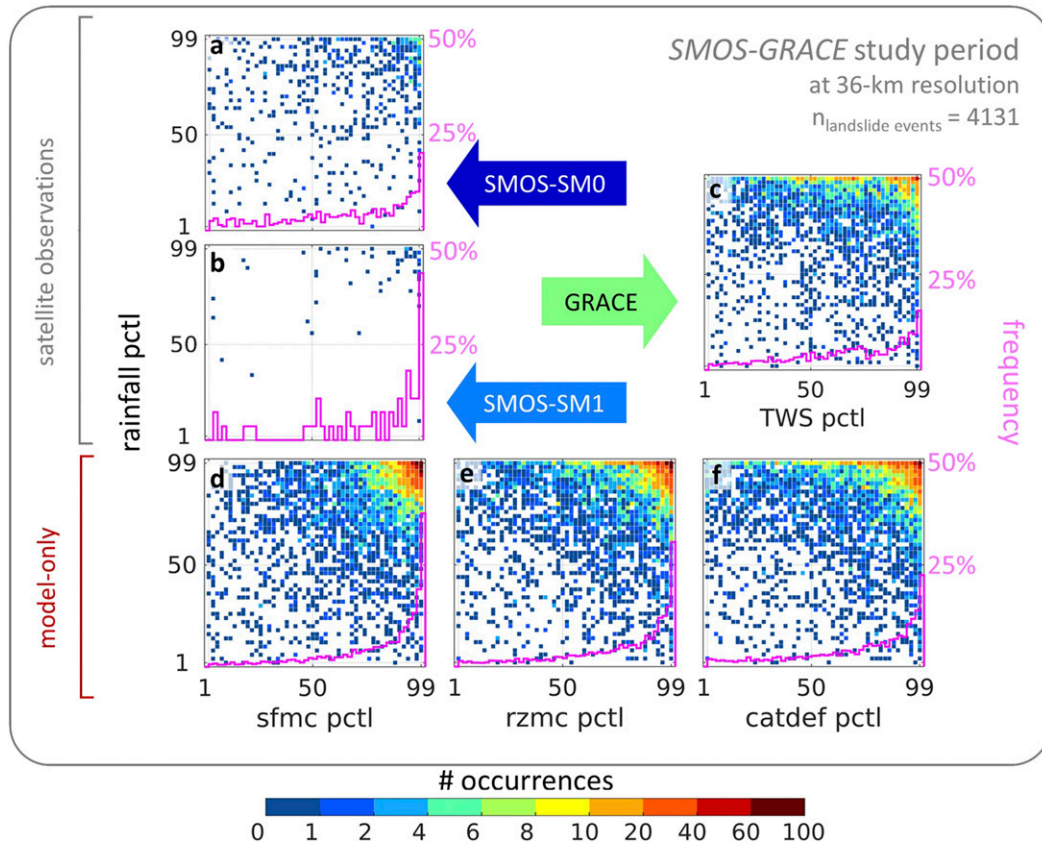 SMOS-GRACE study period
at 36-km resolution
n landslide events = 4131
satellite observations
model-only
rainfall pctl
frequency
a
99
50
1
50%
25%
SMOS-SM0
b
99
50
1
50%
25%
SMOS-SM1
GRACE
c
50%
25%
1 50 99
TWS pctl
d
99
50
1
1 50 99
sfmc pctl
e
1 50 99
rzmc pctl
f
50%
25%
1 50 99
catdef pctl
# occurrences
0 1 2 4 6 8 10 20 40 60 100